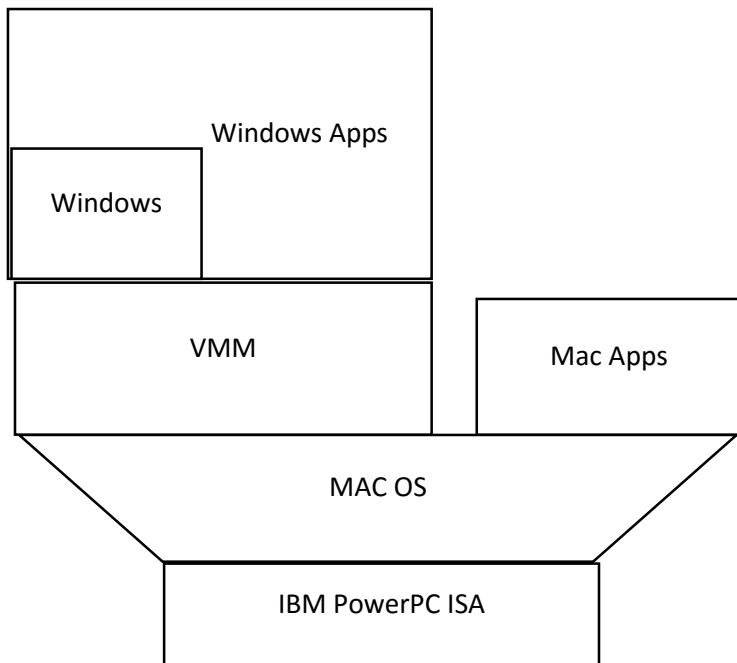 Windows Apps
Windows
VMM
Mac Apps
MAC OS
IBM PowerPC ISA